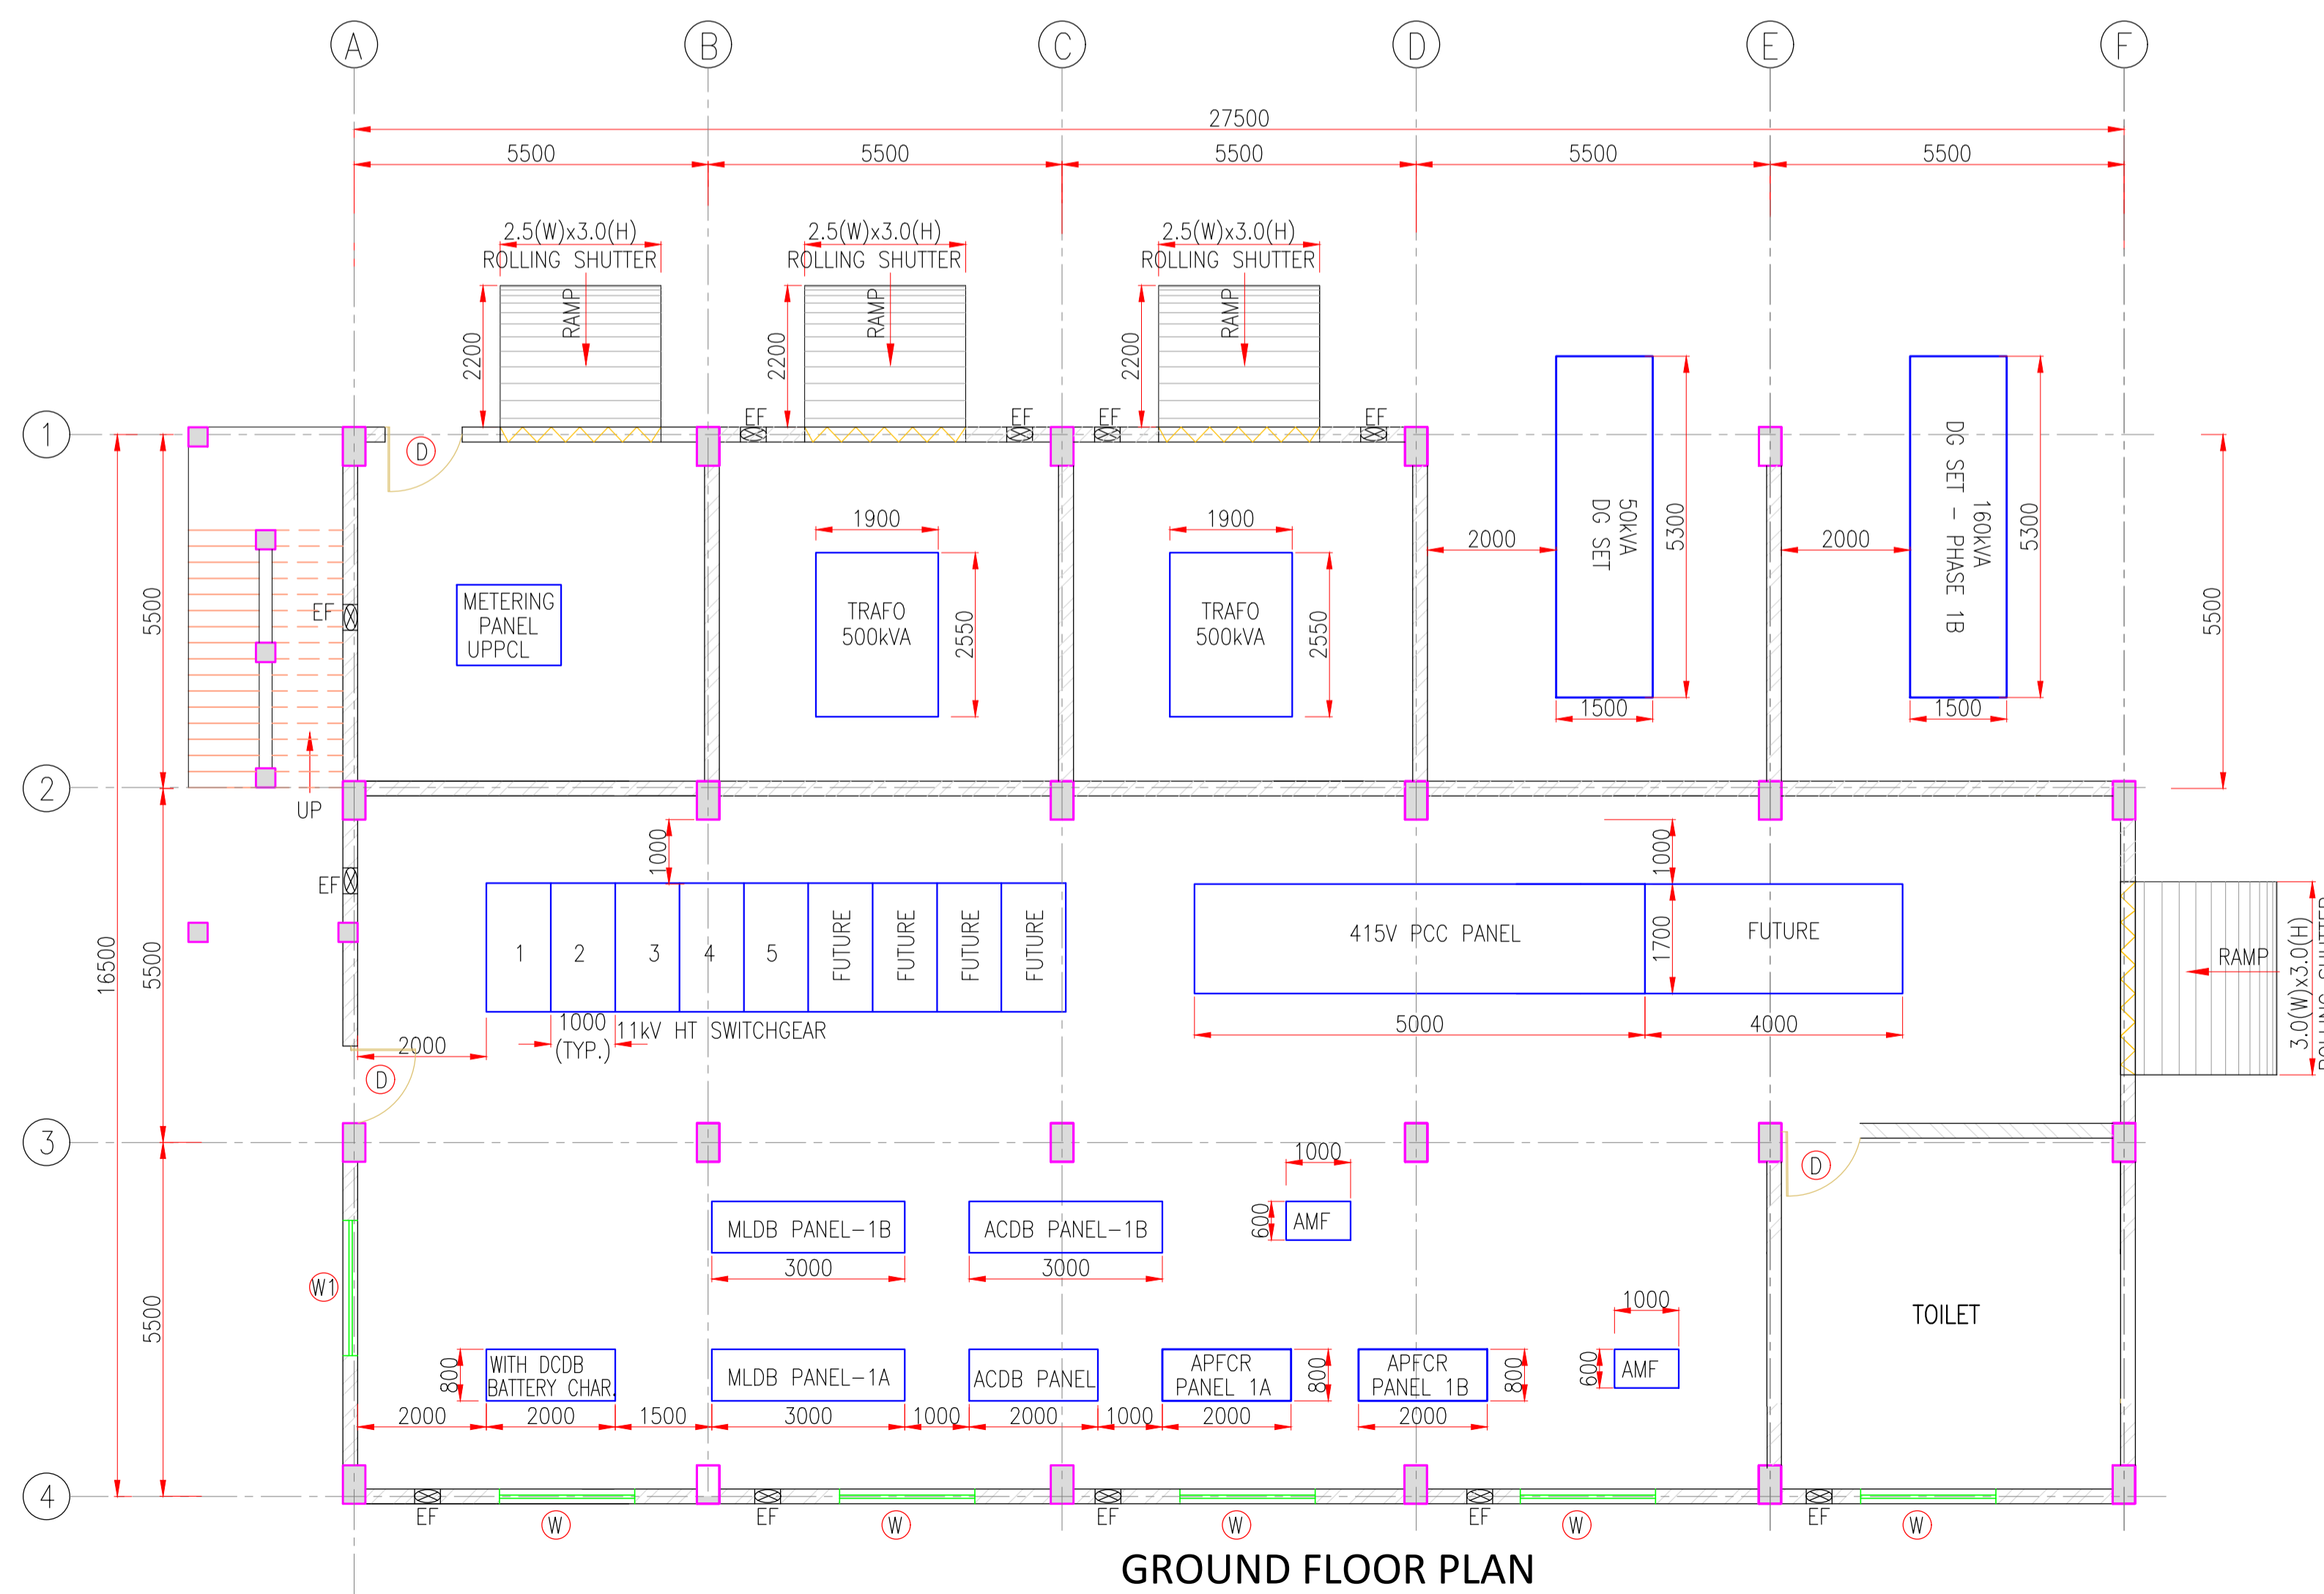 A
B
C
D
E
F
27500
5500
5500
5500
5500
5500
2.5(W)x3.0(H)
ROLLING SHUTTER
2.5(W)x3.0(H)
ROLLING SHUTTER
2.5(W)x3.0(H)
ROLLING SHUTTER
RAMP
RAMP
RAMP
2200
2200
2200
EF
EF
EF
EF
1
D
5500
EF
METERING
PANEL
UPPCL
1900
TRAFO
500kVA
2550
1900
TRAFO
500kVA
2550
2000
50kVA
DG SET
5300
1500
2000
160kVA
DG SET - PHASE 1B
5300
1500
5500
2
UP
EF
16500
5500
1000
1
2
3
4
5
FUTURE
FUTURE
FUTURE
FUTURE
1000
(TYP.)
11kV HT SWITCHGEAR
2000
D
1000
415V PCC PANEL
1700
FUTURE
5000
4000
RAMP
3.0(W)x3.0(H)
3
5500
W1
MLDB PANEL-1B
3000
ACDB PANEL-1B
3000
1000
600
AMF
D
TOILET
800
WITH DCDB
BATTERY CHAR.
MLDB PANEL-1A
ACDB PANEL
APFCR
PANEL 1A
800
APFCR
PANEL 1B
800
1000
600
AMF
2000
2000
1500
3000
1000
2000
1000
2000
2000
4
EF
W
EF
W
EF
W
EF
W
EF
W
GROUND FLOOR PLAN